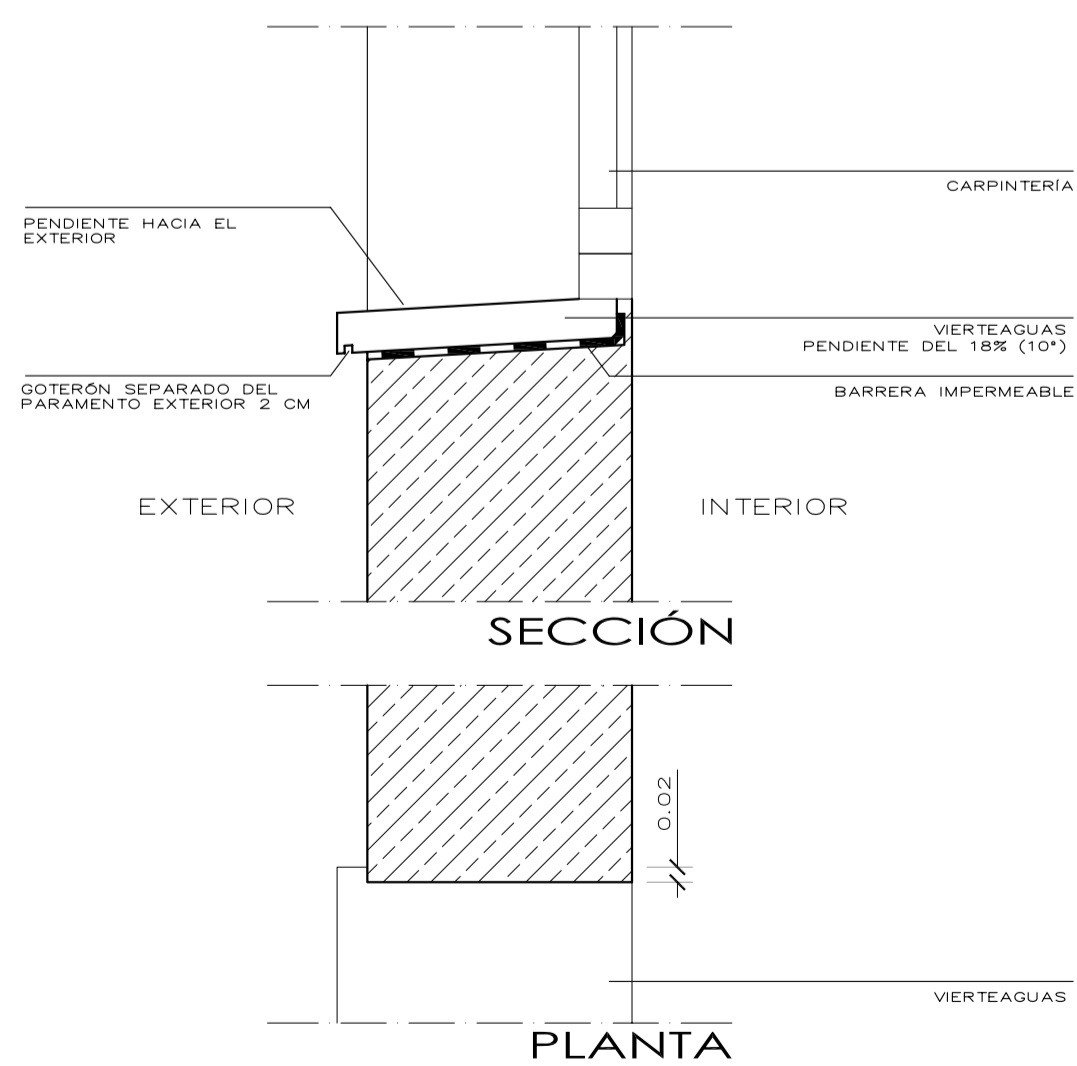 CARPINTERÍA
PENDIENTE HACIA EL
EXTERIOR
VIERTEAGUAS
PENDIENTE DEL 18% (10°)
GOTERÓN SEPARADO DEL
PARAMENTO EXTERIOR 2 CM
BARRERA IMPERMEABLE
EXTERIOR
INTERIOR
SECCIÓN
0.02
VIERTEAGUAS
PLANTA